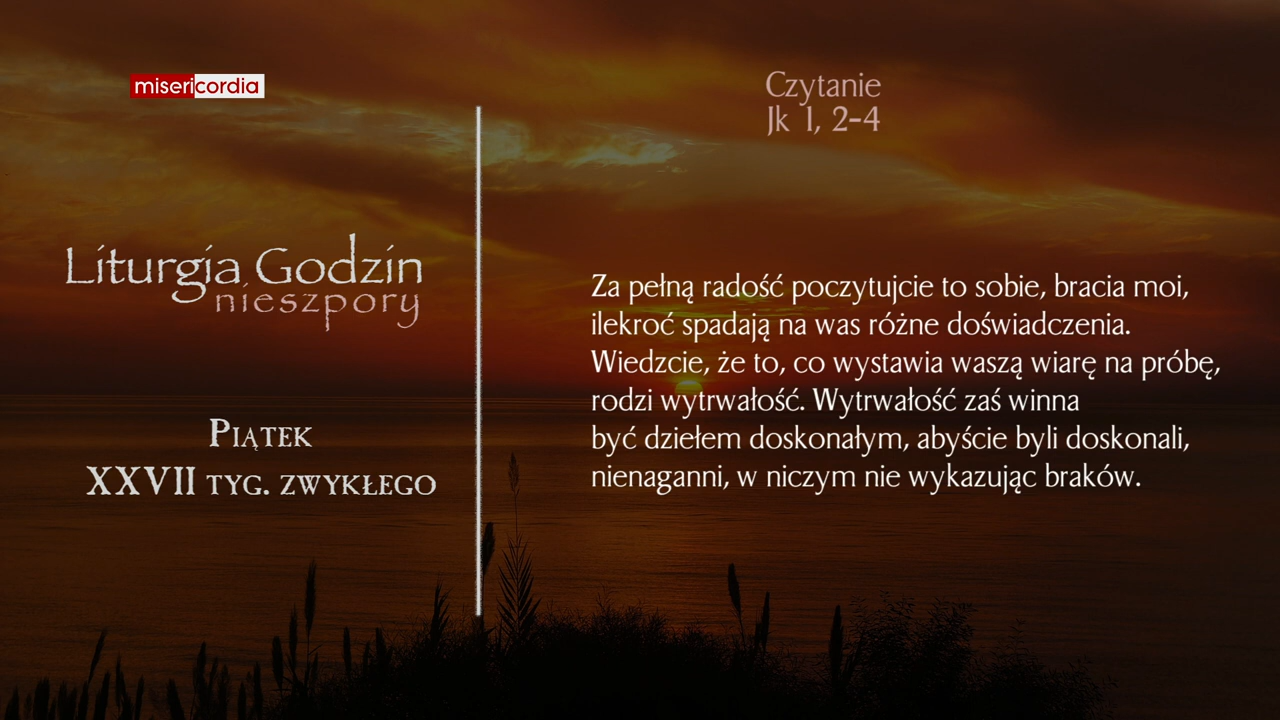 misericordia
Liturgia Godzin
nieszpory
Piątek
XXVII tyg. zwykłego
Czytanie
Jk 1, 2-4
Za pełną radość poczytujcie to sobie, bracia moi,
ilekroć spadają na was różne doświadczenia.
Wiedzcie, że to, co wystawia waszą wiarę na próbę,
rodzi wytrwałość. Wytrwałość zaś winna
być dziełem doskonałym, abyście byli doskonali,
nienaganni, w niczym nie wykazując braków.